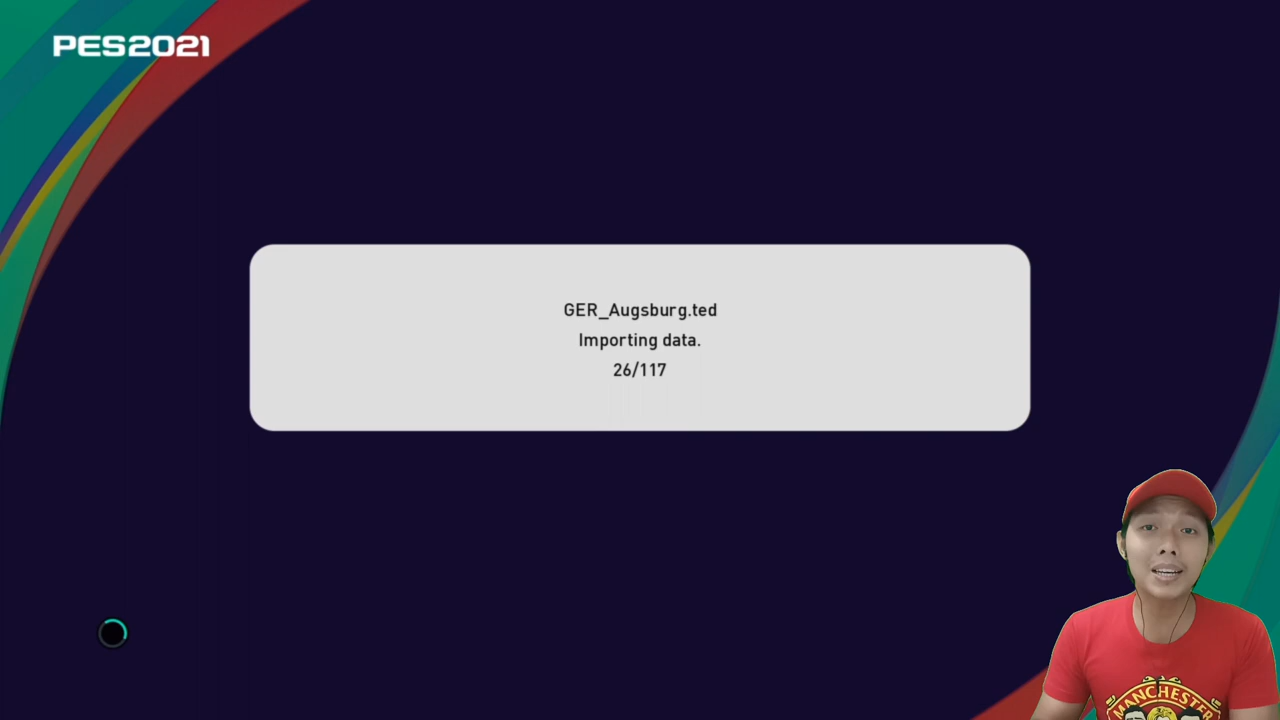 PES2021
GER_Augsburg.ted
Importing data.
26/117
MANCHESTER